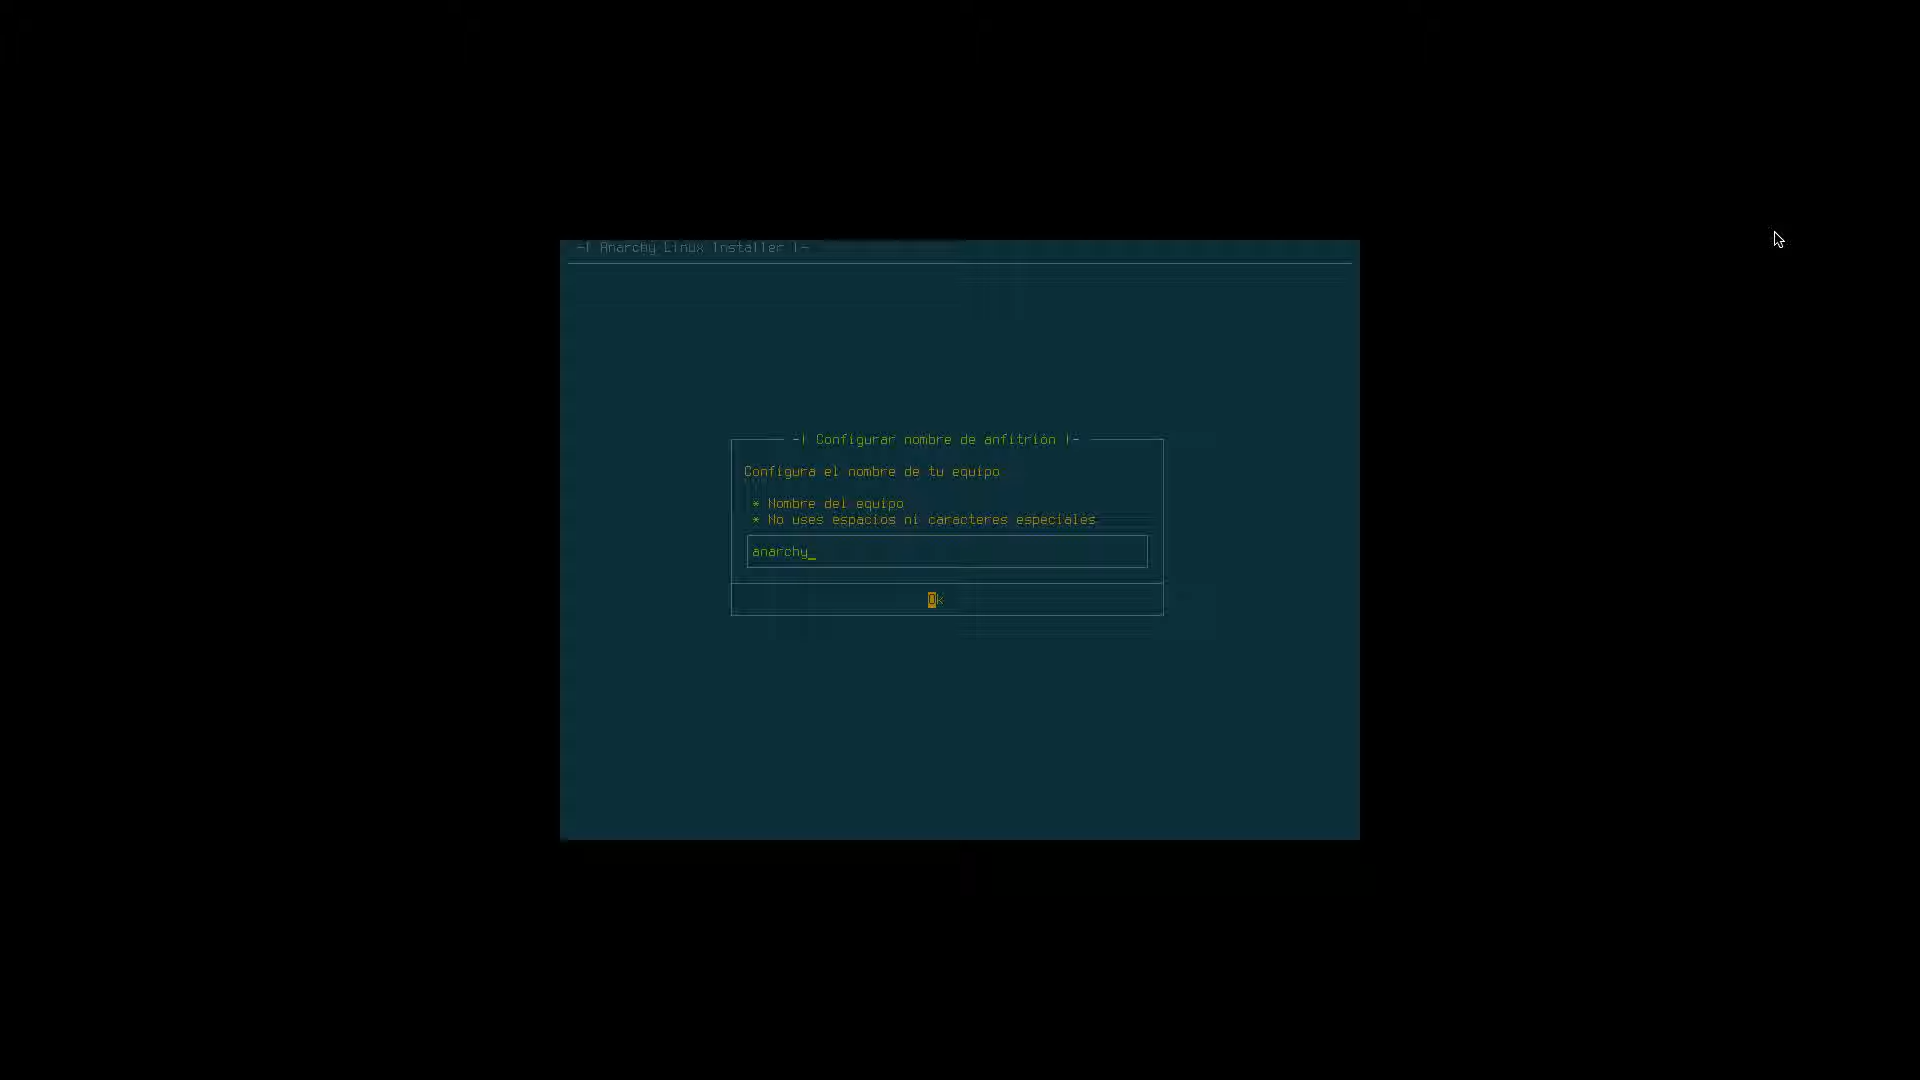 -| Anarchy Linux Installer |-
-| Configurar nombre de anfitrión |-
Configura el nombre de tu equipo
* Nombre del equipo
* No uses espacios ni caracteres especiales
anarchy_
Ok